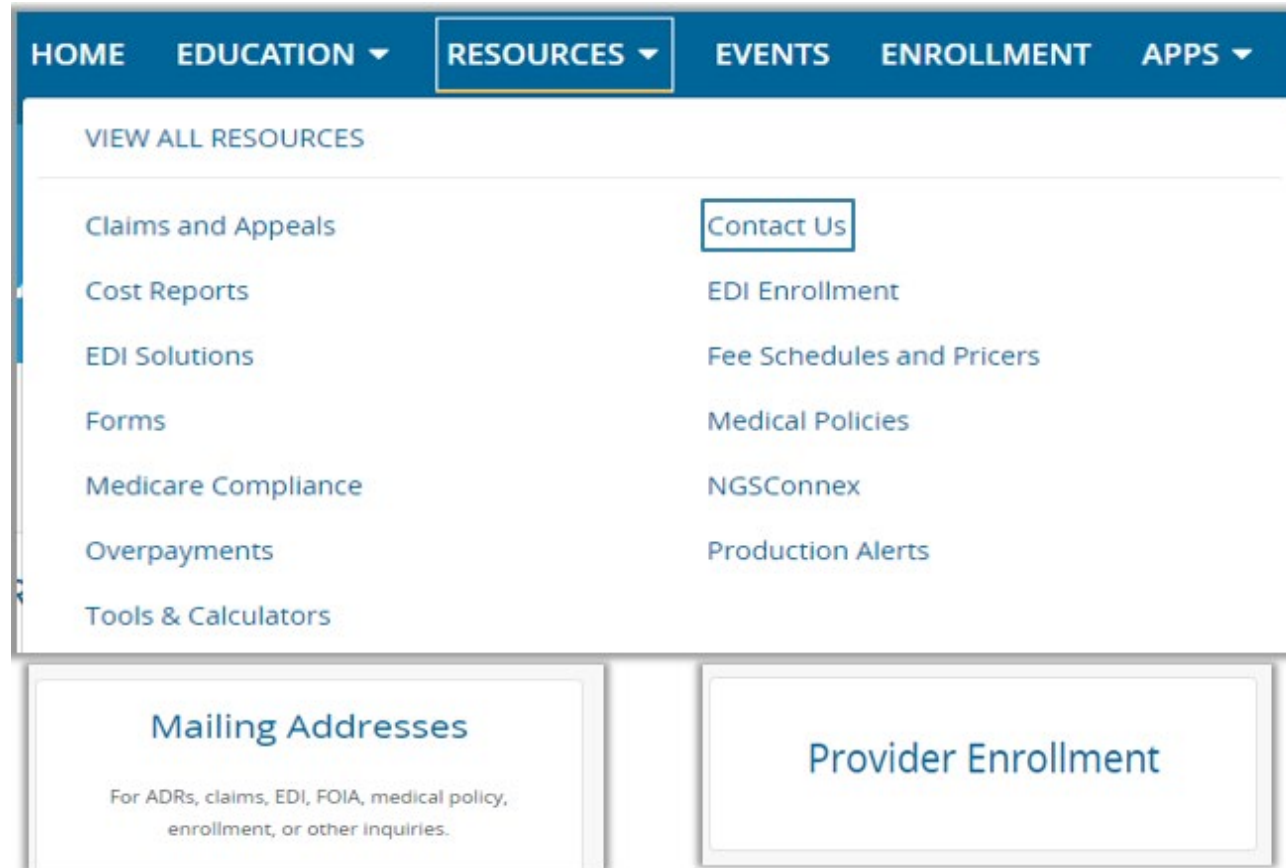 HOME EDUCATION RESOURCES EVENTS ENROLLMENT APPS
VIEW ALL RESOURCES
Claims and Appeals
Cost Reports
EDI Solutions
Forms
Medicare Compliance
Overpayments
Tools & Calculators
Contact Us
EDI Enrollment
Fee Schedules and Pricers
Medical Policies
NGSConnex
Production Alerts
Mailing Addresses
For ADRs, claims, EDI, FOIA, medical policy,
enrollment, or other inquiries.
Provider Enrollment